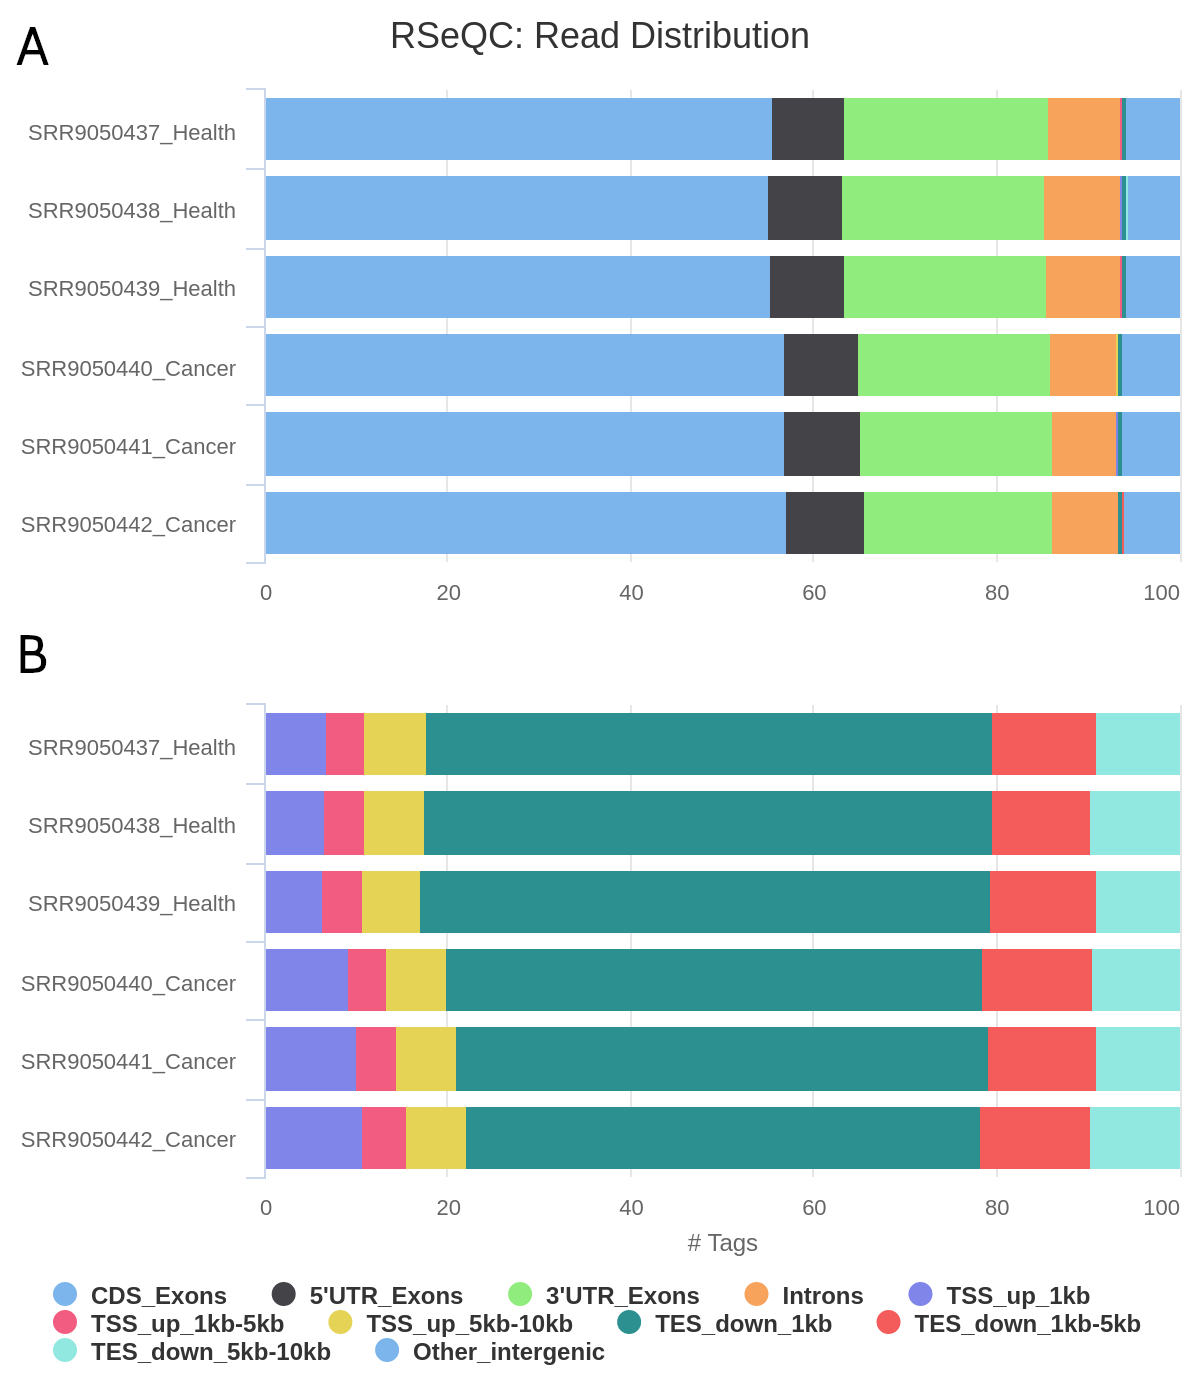 A
RSeQC: Read Distribution
SRR9050437_Health
SRR9050438_Health
SRR9050439_Health
SRR9050440_Cancer
SRR9050441_Cancer
SRR9050442_Cancer
0 20 40 60 80 100
B
SRR9050437_Health
SRR9050438_Health
SRR9050439_Health
SRR9050440_Cancer
SRR9050441_Cancer
SRR9050442_Cancer
0 20 40 60 80 100
# Tags
CDS_Exons 5'UTR_Exons 3'UTR_Exons Introns TSS_up_1kb
TSS_up_1kb-5kb TSS_up_5kb-10kb TES_down_1kb TES_down_1kb-5kb
TES_down_5kb-10kb Other_intergenic